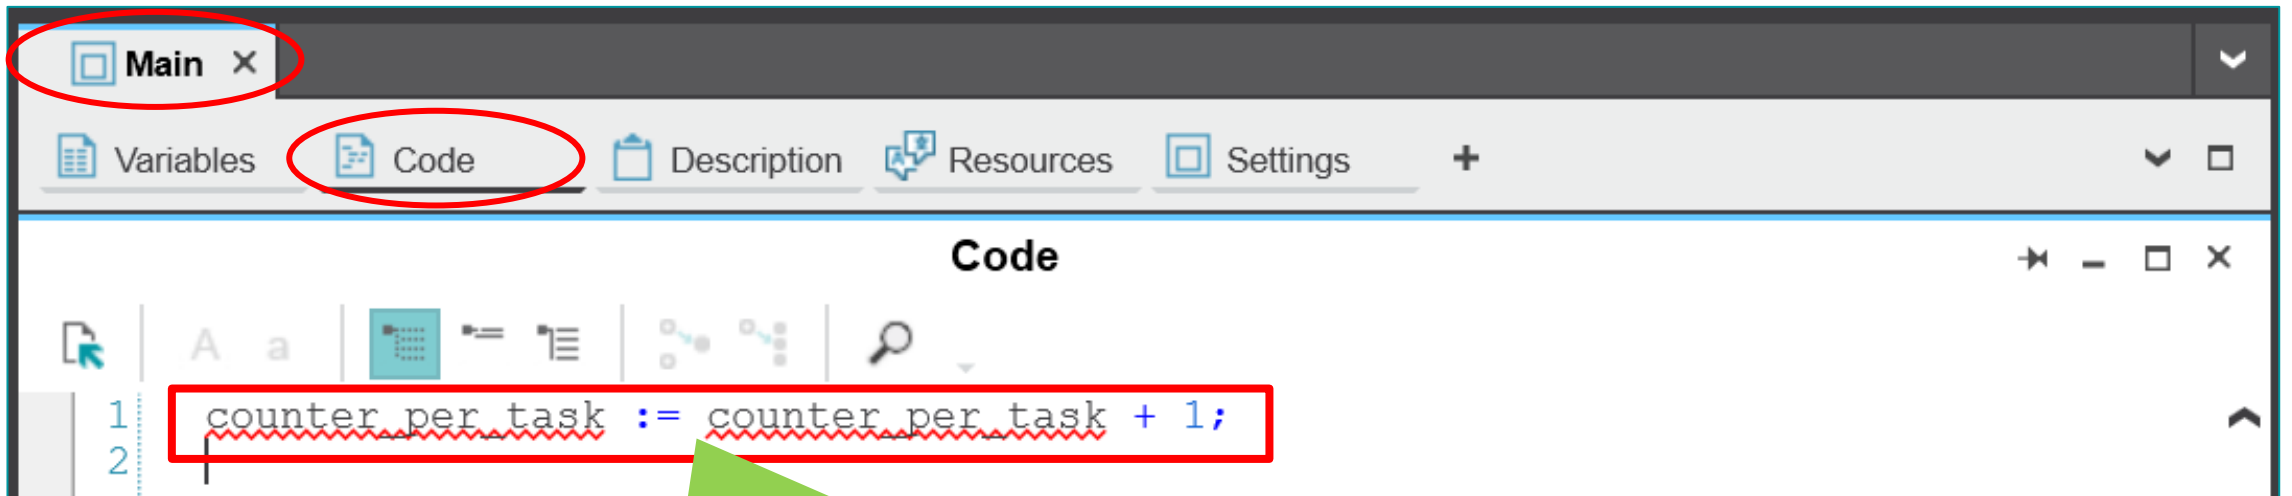 Main
Variables Code Description Resources Settings
Code
A a
1 counter_per_task := counter_per_task + 1;
2